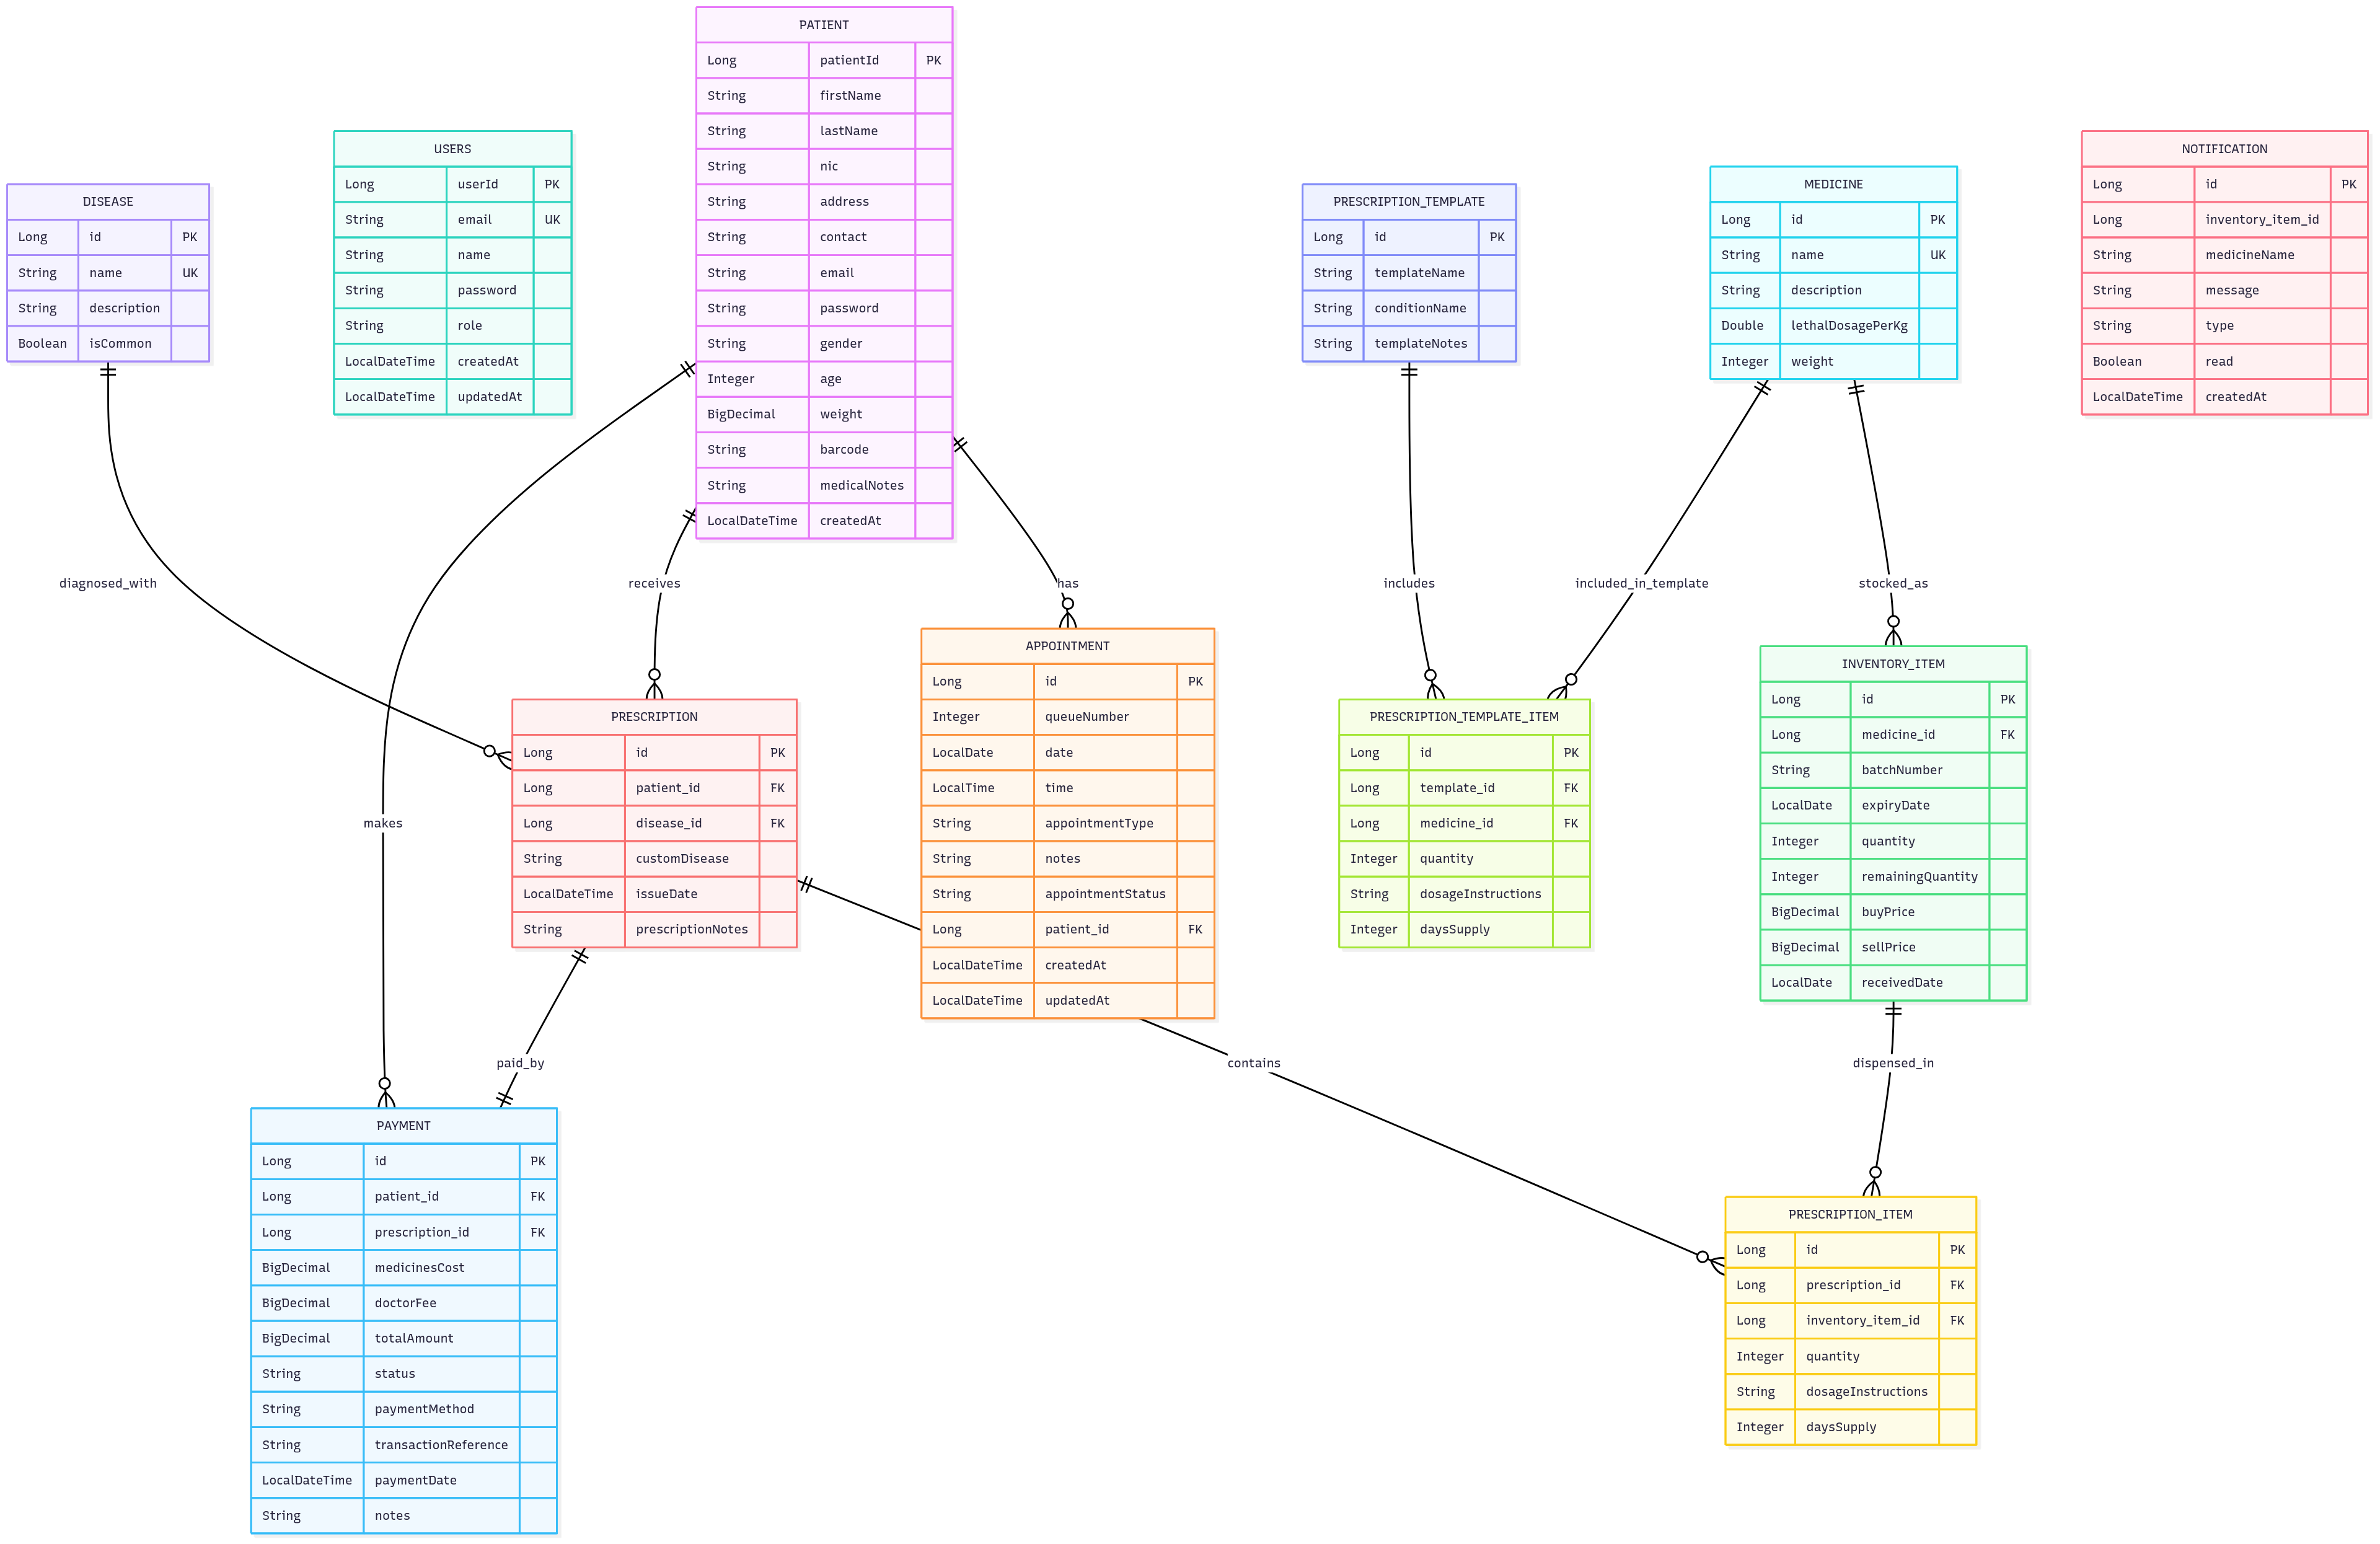 PATIENT
Long patientId PK
String firstName
String lastName
String nic
String address
String contact
String email
String password
String gender
Integer age
BigDecimal weight
String barcode
String medicalNotes
LocalDateTime createdAt
USERS
Long userId PK
String email UK
String name
String password
String role
LocalDateTime createdAt
LocalDateTime updatedAt
DISEASE
Long id PK
String name UK
String description
Boolean isCommon
PRESCRIPTION_TEMPLATE
Long id PK
String templateName
String conditionName
String templateNotes
MEDICINE
Long id PK
String name UK
String description
Double lethalDosagePerKg
Integer weight
NOTIFICATION
Long id PK
Long inventory_item_id
String medicineName
String message
String type
Boolean read
LocalDateTime createdAt
diagnosed_with
receives
has
includes
included_in_template
stocked_as
makes
PRESCRIPTION
Long id PK
Long patient_id FK
Long disease_id FK
String customDisease
LocalDateTime issueDate
String prescriptionNotes
APPOINTMENT
Long id PK
Integer queueNumber
LocalDate date
LocalTime time
String appointmentType
String notes
String appointmentStatus
Long patient_id FK
LocalDateTime createdAt
LocalDateTime updatedAt
PRESCRIPTION_TEMPLATE_ITEM
Long id PK
Long template_id FK
Long medicine_id FK
Integer quantity
String dosageInstructions
Integer daysSupply
INVENTORY_ITEM
Long id PK
Long medicine_id FK
String batchNumber
LocalDate expiryDate
Integer quantity
Integer remainingQuantity
BigDecimal buyPrice
BigDecimal sellPrice
LocalDate receivedDate
paid_by
contains
dispensed_in
PAYMENT
Long id PK
Long patient_id FK
Long prescription_id FK
BigDecimal medicinesCost
BigDecimal doctorFee
BigDecimal totalAmount
String status
String paymentMethod
String transactionReference
LocalDateTime paymentDate
String notes
PRESCRIPTION_ITEM
Long id PK
Long prescription_id FK
Long inventory_item_id FK
Integer quantity
String dosageInstructions
Integer daysSupply